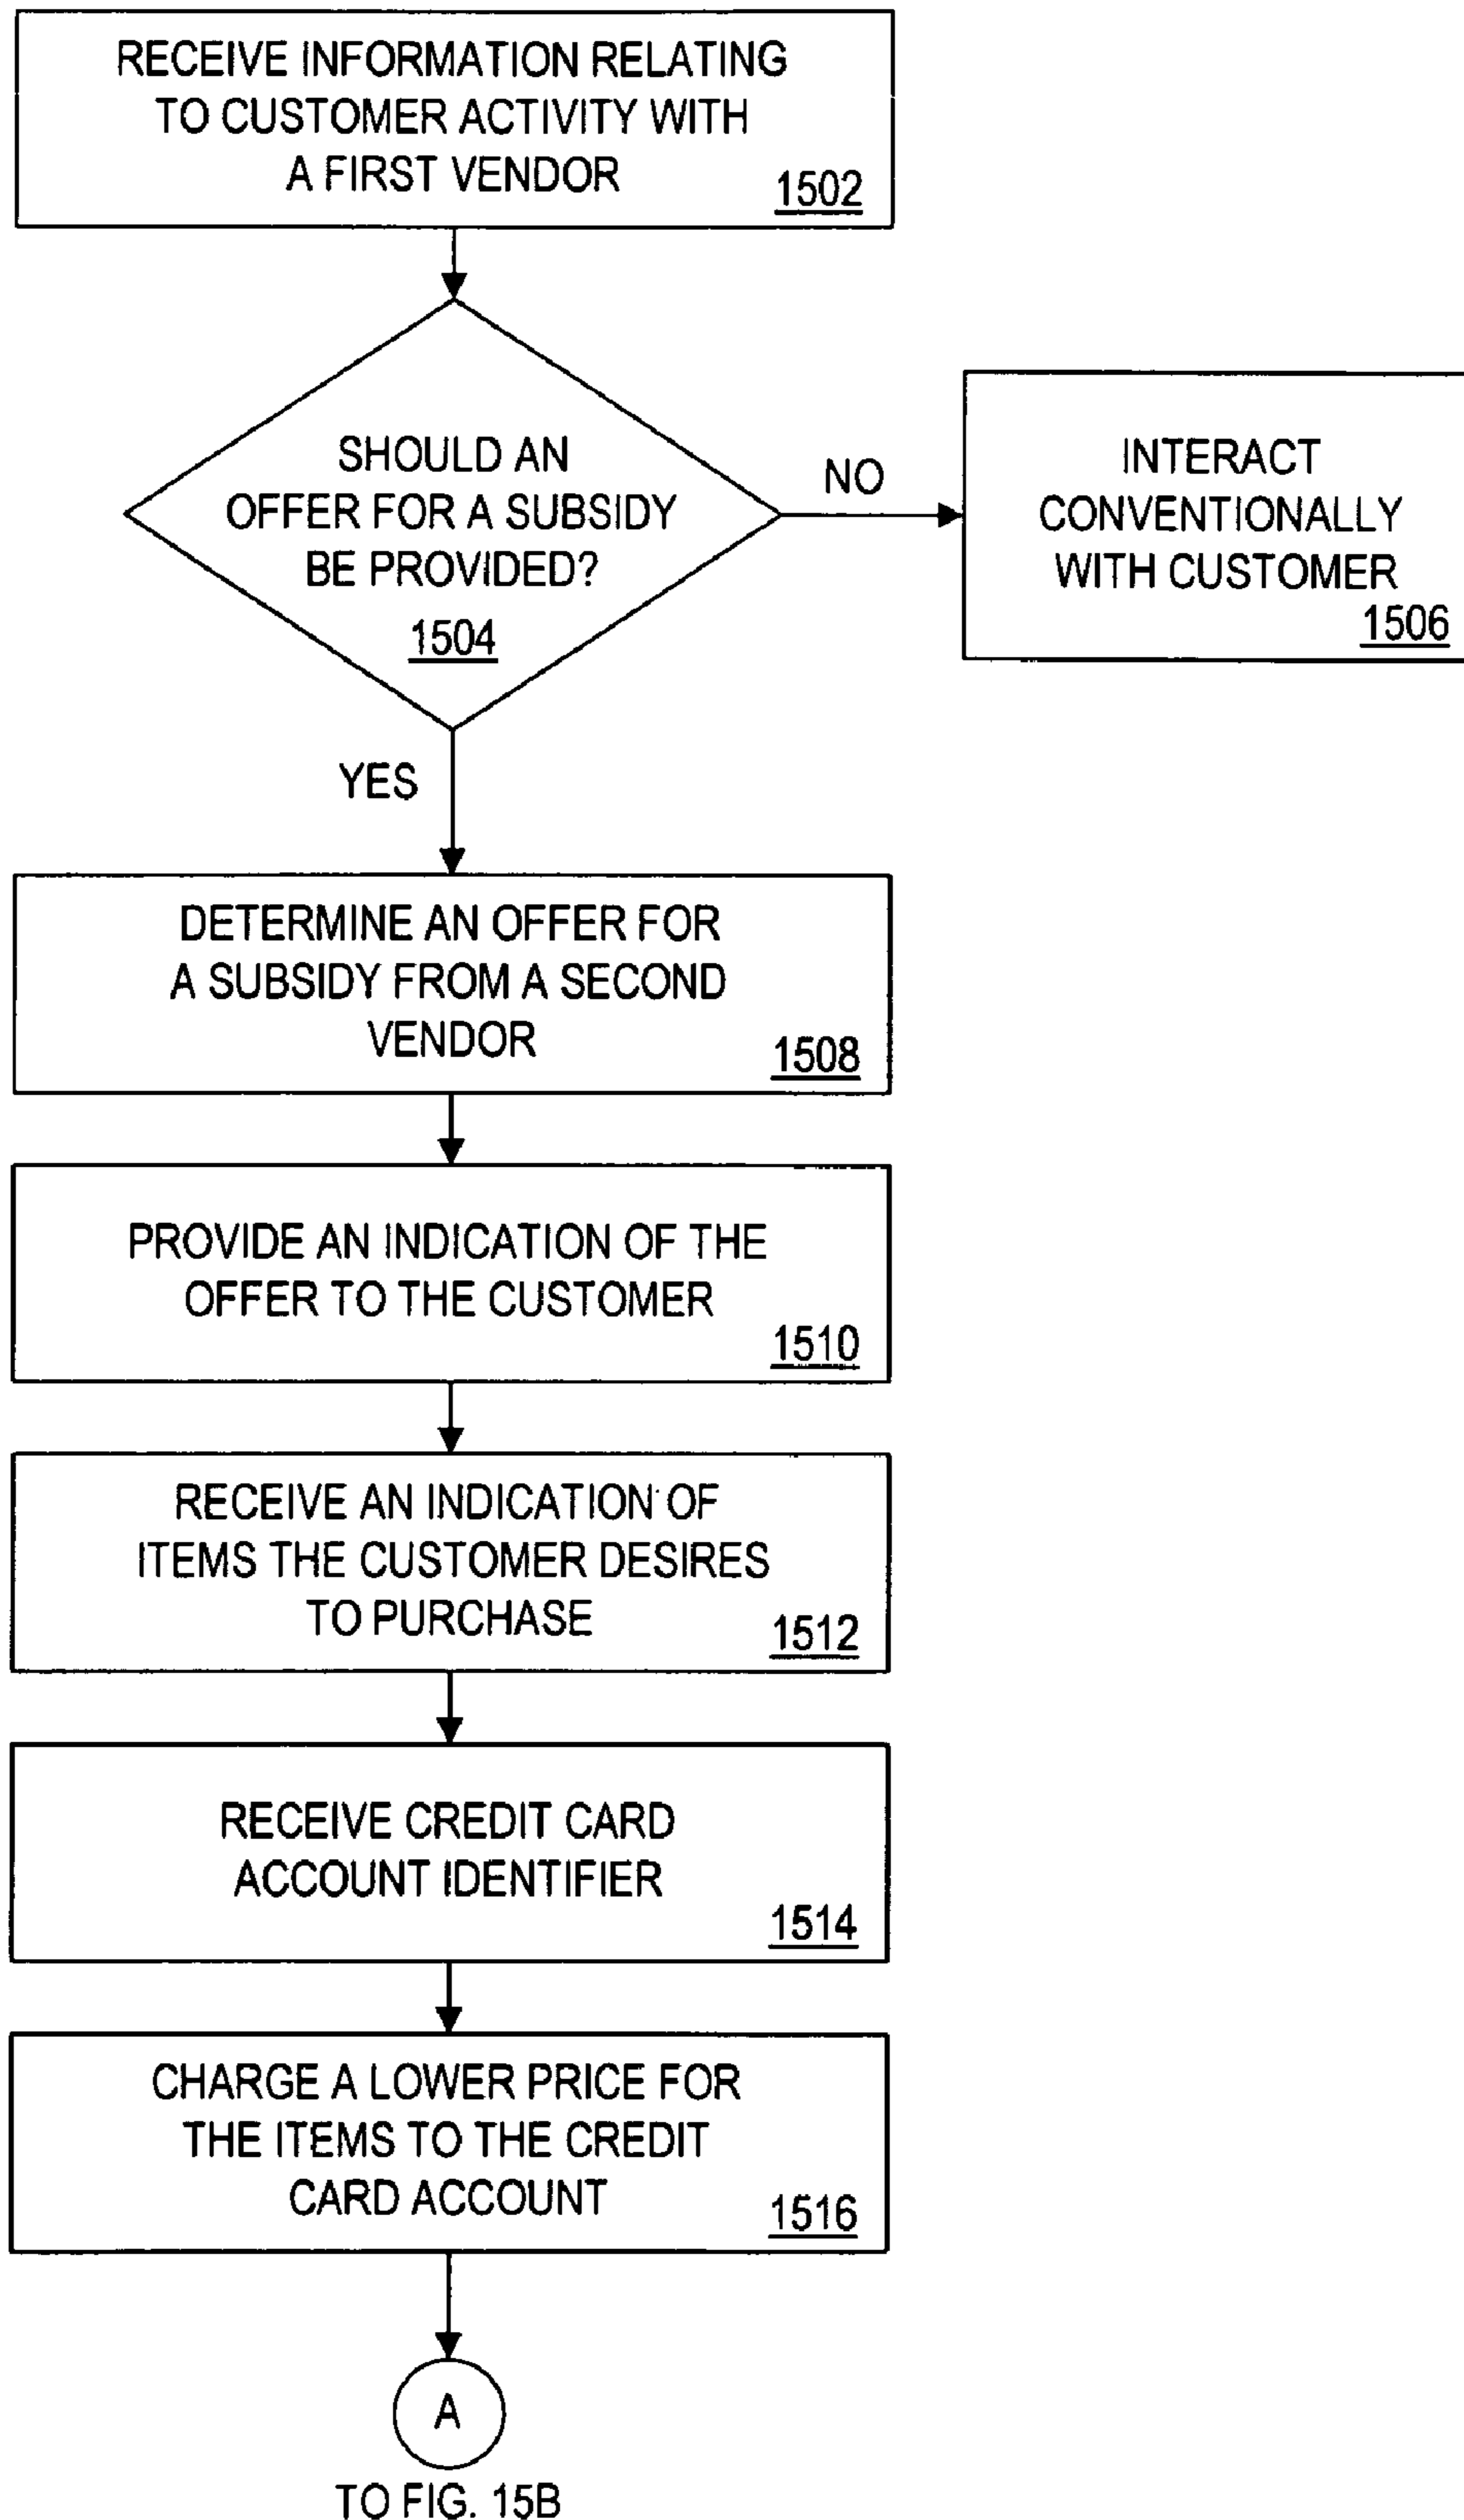 RECEIVE INFORMATION RELATING
TO CUSTOMER ACTIVITY WITH
A FIRST VENDOR
1502
SHOULD AN
OFFER FOR A SUBSIDY
BE PROVIDED?
1504
NO
INTERACT
CONVENTIONALLY
WITH CUSTOMER
1506
YES
DETERMINE AN OFFER FOR
A SUBSIDY FROM A SECOND
VENDOR
1508
PROVIDE AN INDICATION OF THE
OFFER TO THE CUSTOMER
1510
RECEIVE AN INDICATION OF
ITEMS THE CUSTOMER DESIRES
TO PURCHASE
1512
RECEIVE CREDIT CARD
ACCOUNT IDENTIFIER
1514
CHARGE A LOWER PRICE FOR
THE ITEMS TO THE CREDIT
CARD ACCOUNT
1516
A
TO FIG. 15B